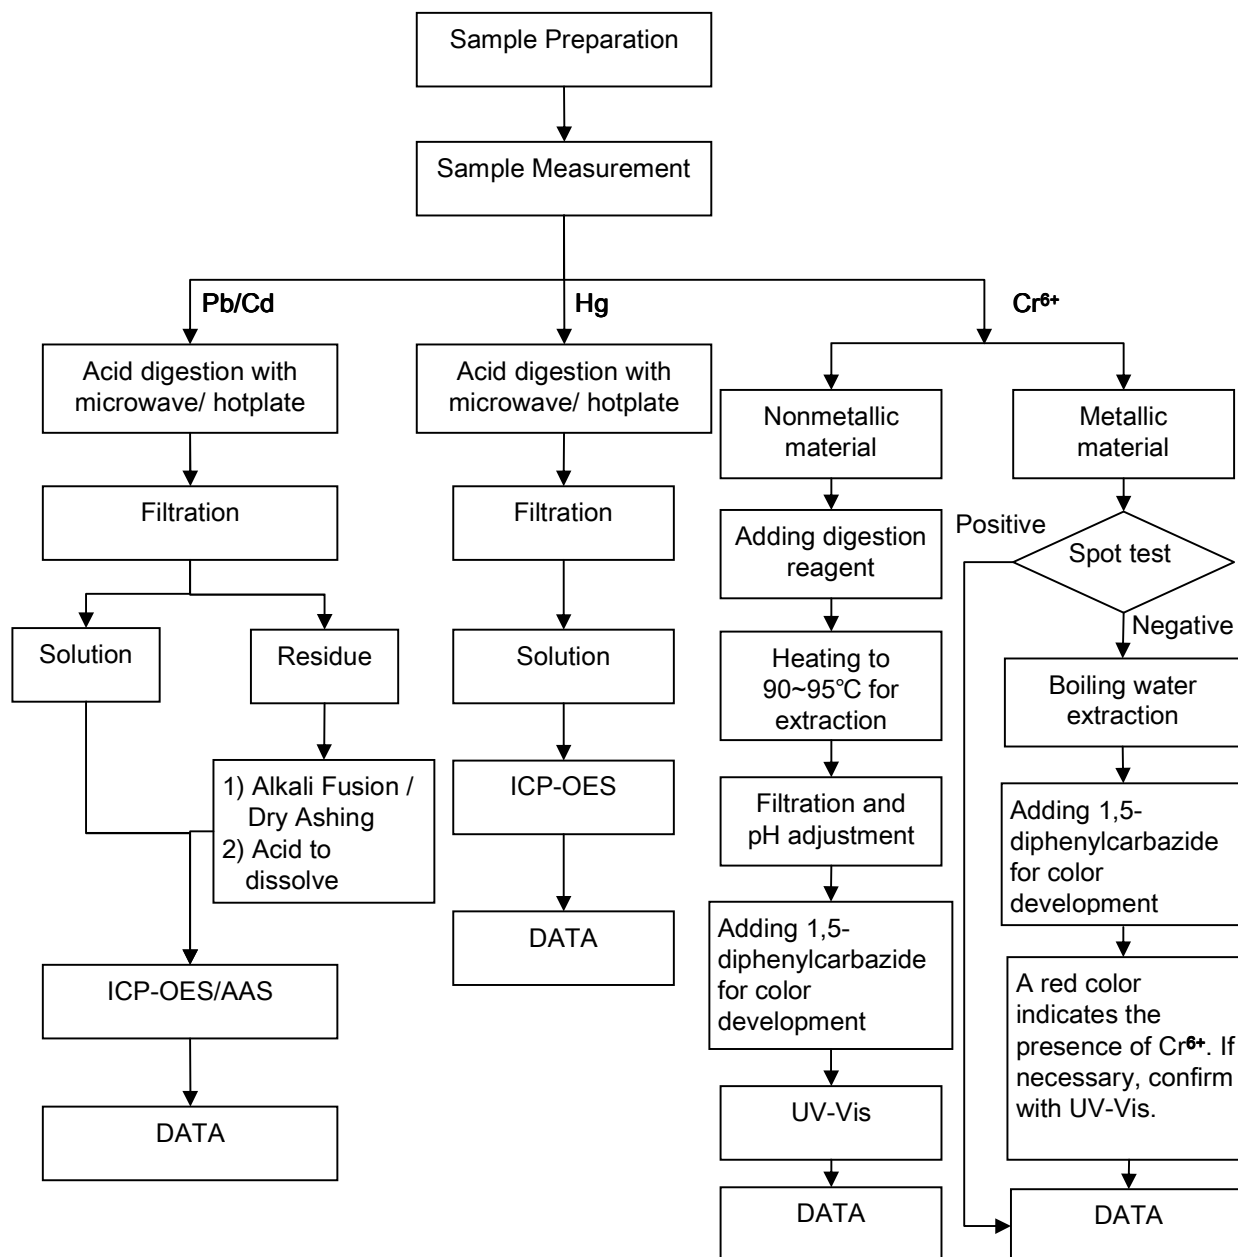 Sample Preparation
Sample Measurement
Pb/Cd
Hg
Cr⁶⁺
Acid digestion with
microwave/ hotplate
Filtration
Solution
Residue
1) Alkali Fusion /
Dry Ashing
2) Acid to
dissolve
ICP-OES/AAS
DATA
Acid digestion with
microwave/ hotplate
Filtration
Solution
ICP-OES
DATA
Nonmetallic
material
Adding digestion
reagent
Heating to
90~95℃ for
extraction
Filtration and
pH adjustment
Adding 1,5-
diphenylcarbazide
for color
development
UV-Vis
DATA
Metallic
material
Positive
Spot test
Negative
Boiling water
extraction
Adding 1,5-
diphenylcarbazide
for color
development
A red color
indicates the
presence of Cr⁶⁺. If
necessary, confirm
with UV-Vis.
DATA